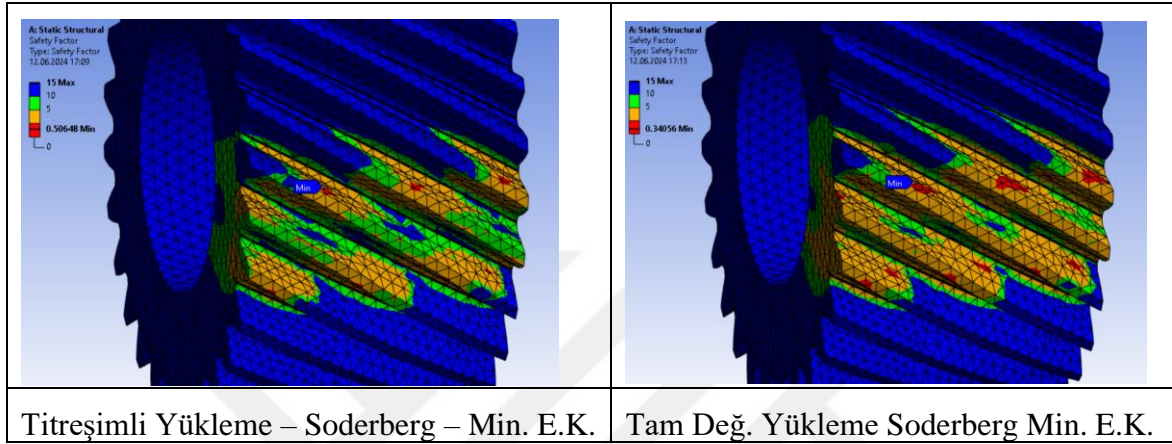 A: Static Structural
Safety Factor
Type: Safety Factor
12.06.2024 17:09
15 Max
10
5
0.50648 Min
0
Min
A: Static Structural
Safety Factor
Type: Safety Factor
12.06.2024 17:13
15 Max
10
5
0.34056 Min
0
Min
Titreşimli Yükleme – Soderberg – Min. E.K.
Tam Değ. Yükleme Soderberg Min. E.K.